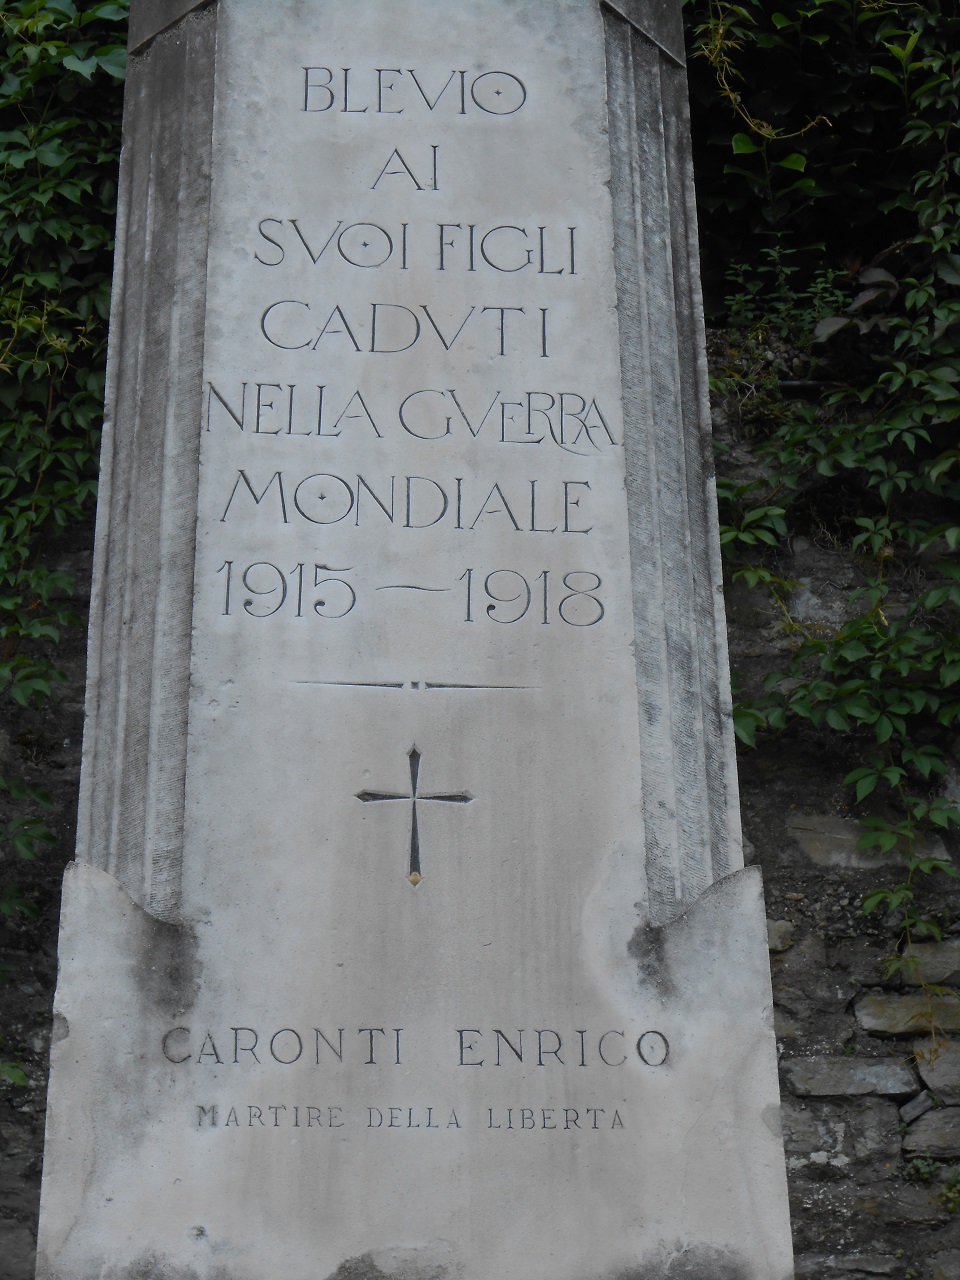 BLEVIO
AI
SVOI FIGLI
CADVTI
NELLA GVERRA
MONDIALE
1915 — 1918
CARONTI ENRICO
MARTIRE DELLA LIBERTA